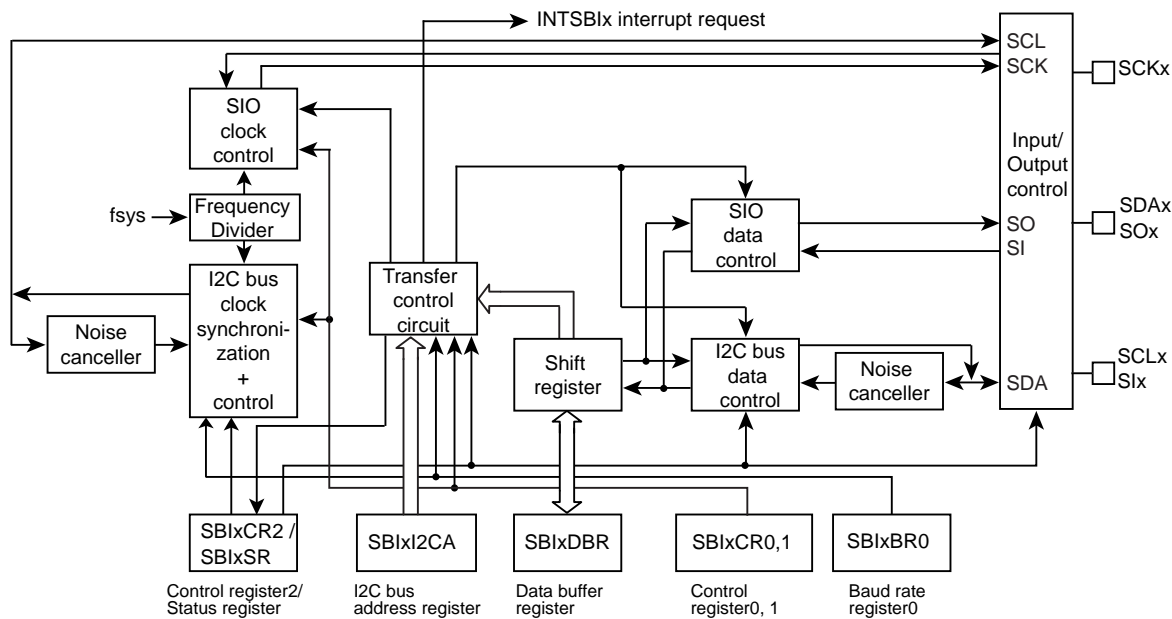 INTSBIx interrupt request
SCL
SCK
SCKx
SIO
clock
control
Input/
Output
control
fsys
Frequency
Divider
SIO
data
control
SO
SI
SDAx
SOx
I2C bus
clock
synchroni-
zation
+
control
Noise
canceller
Transfer
control
circuit
Shift
register
I2C bus
data
control
Noise
canceller
SDA
SCLx
SIx
SBIxCR2 /
SBIxSR
SBIxI2CA
SBIxDBR
SBIxCR0,1
SBIxBR0
Control register2/
Status register
I2C bus
address register
Data buffer
register
Control
register0, 1
Baud rate
register0